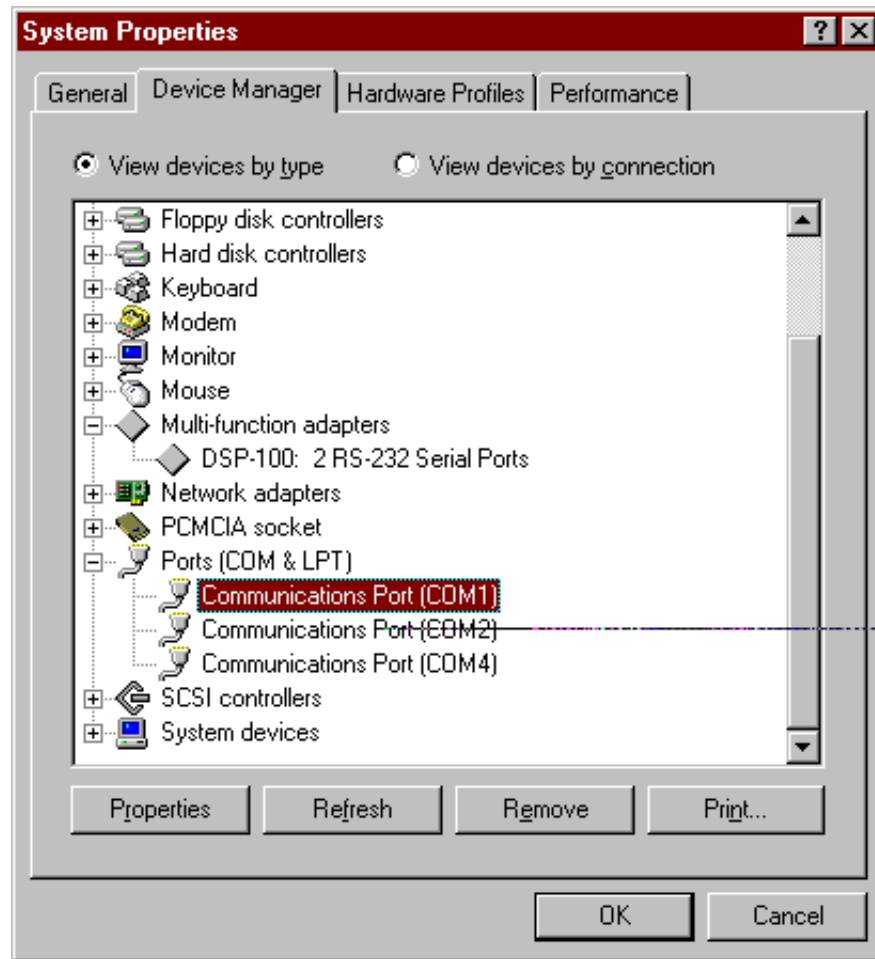 System Properties
General Device Manager Hardware Profiles Performance
View devices by type View devices by connection
Floppy disk controllers
Hard disk controllers
Keyboard
Modem
Monitor
Mouse
Multi-function adapters
DSP-100: 2 RS-232 Serial Ports
Network adapters
PCMCIA socket
Ports (COM & LPT)
Communications Port (COM1)
Communications Port (COM2)
Communications Port (COM4)
SCSI controllers
System devices
Properties Refresh Remove Print...
OK Cancel